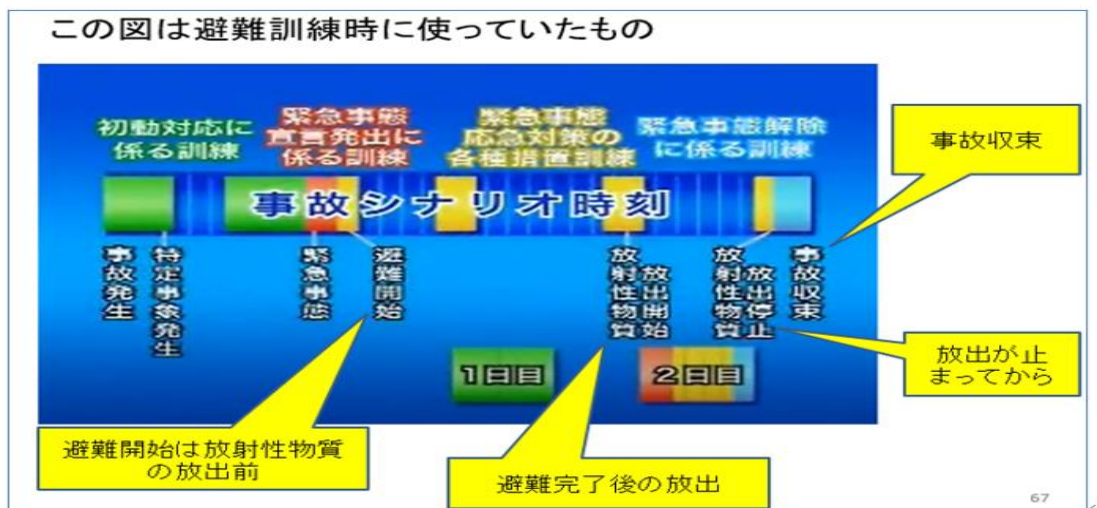 この図は避難訓練時に使っていたもの
初動対応に
係る訓練
緊急事態
宣言発出に
係る訓練
緊急事態
応急対策の
各種措置訓練
緊急事態解除
に係る訓練
事故収束
事故シナリオ時刻
事故発生
特定事象発生
緊急事態
避難開始
放射性物質
放出開始
放射性物質
放出停止
事故収束
1日目
2日目
放出が止
まってから
避難開始は放射性物質
の放出前
避難完了後の放出
67